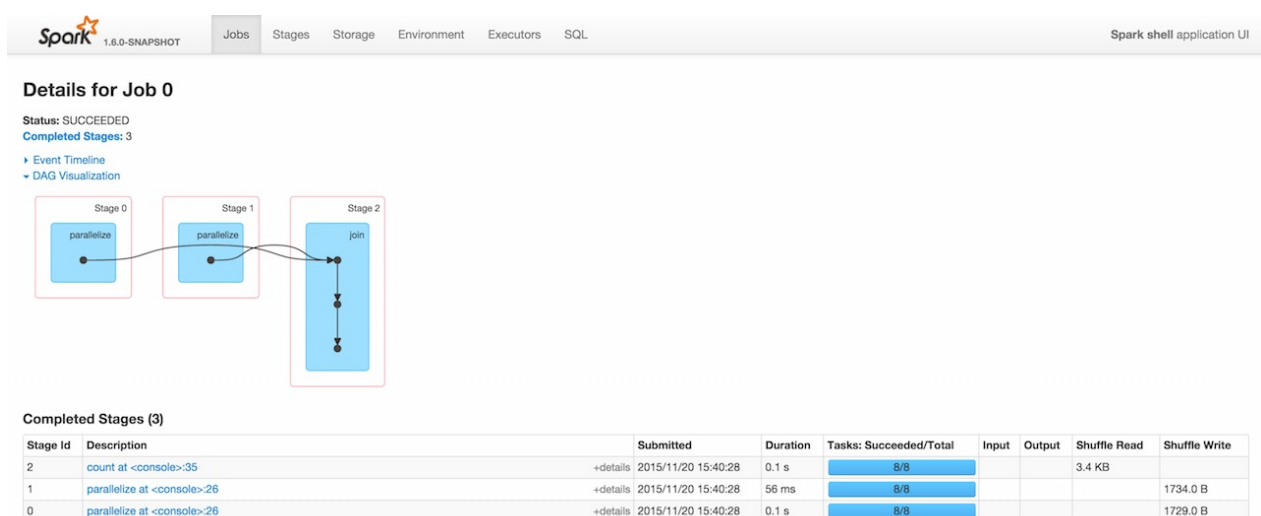 Spark 1.6.0-SNAPSHOT Jobs Stages Storage Environment Executors SQL Spark shell application UI
Details for Job 0
Status: SUCCEEDED
Completed Stages: 3
Event Timeline
DAG Visualization
Stage 0 Stage 1 Stage 2
parallelize parallelize join
Completed Stages (3)
Stage Id Description Submitted Duration Tasks: Succeeded/Total Input Output Shuffle Read Shuffle Write
2 count at <console>:35 +details 2015/11/20 15:40:28 0.1 s 8/8 3.4 KB
1 parallelize at <console>:26 +details 2015/11/20 15:40:28 56 ms 8/8 1734.0 B
0 parallelize at <console>:26 +details 2015/11/20 15:40:28 0.1 s 8/8 1729.0 B